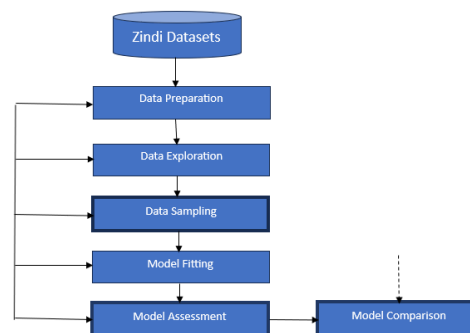 Zindi Datasets
Data Preparation
Data Exploration
Data Sampling
Model Fitting
Model Assessment
Model Comparison